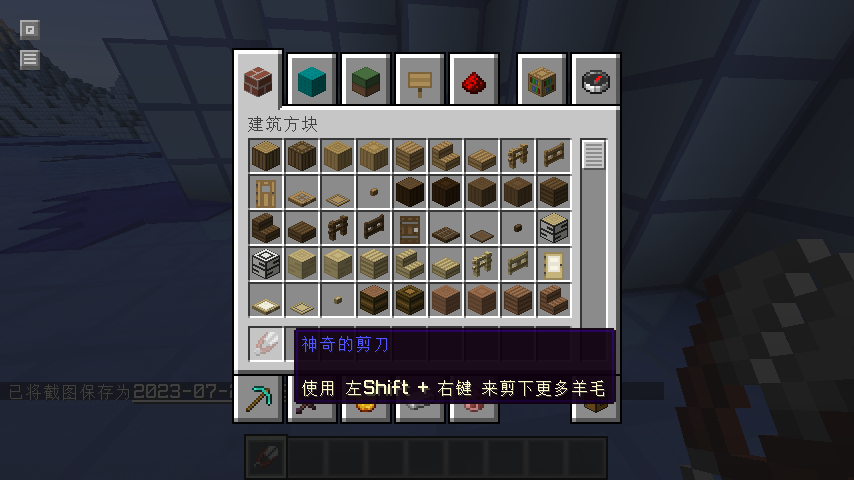 建筑方块
神奇的剪刀
已将截图保存为2023-07-
使用 左Shift + 右键 来剪下更多羊毛